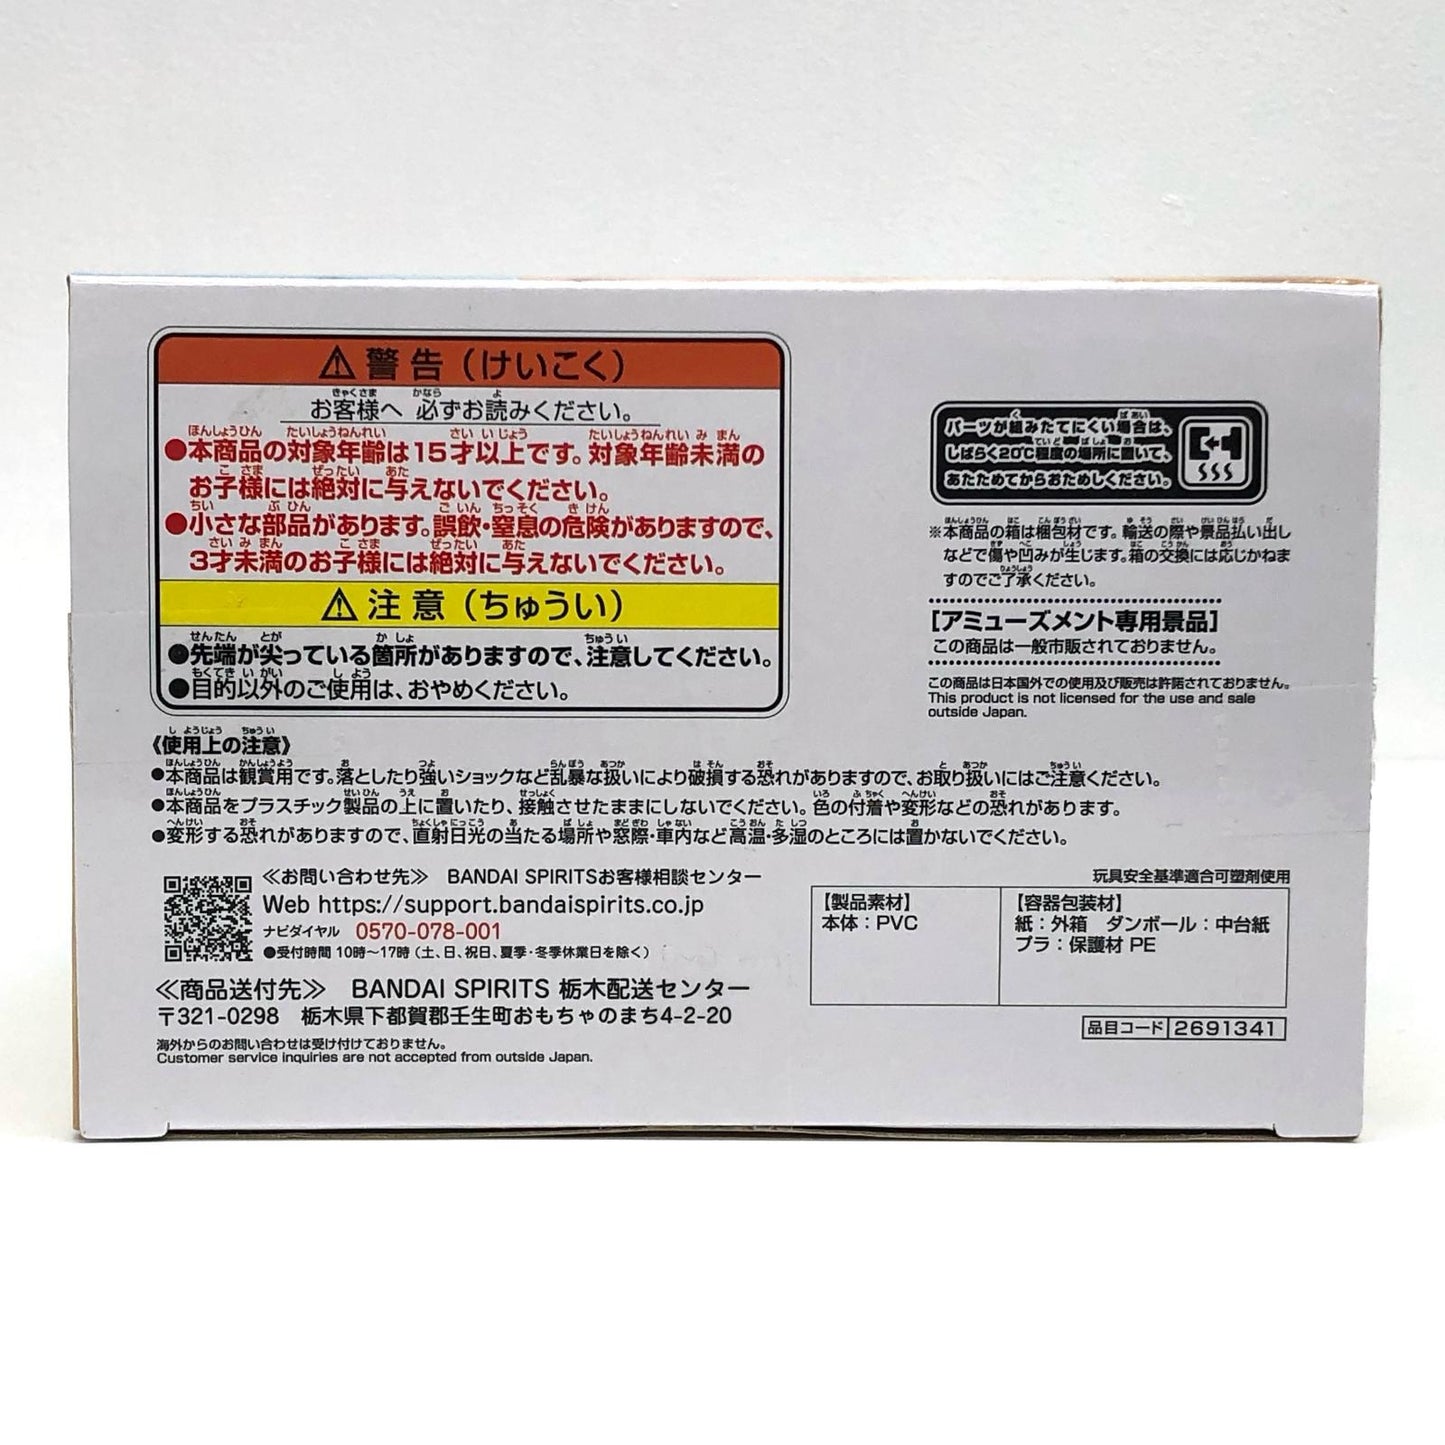 ⚠警告（けいこく）
お客様へ 必ずお読みください。
●本商品の対象年齢は15才以上です。対象年齢未満の
お子様には絶対に与えないでください。
●小さな部品があります。誤飲・窒息の危険がありますので、
3才未満のお子様には絶対に与えないでください。
⚠注意（ちゅうい）
●先端が尖っている箇所がありますので、注意してください。
●目的以外のご使用は、おやめください。
パーツが組みたてにくい場合は、
しばらく20℃程度の場所に置いて、
あたためてからおためしください。
※本商品の箱は梱包材です。輸送の際や景品払い出し
などで傷や凹みが生じます。箱の交換には応じかねま
すのでご了承ください。
［アミューズメント専用景品］
この商品は一般市販されておりません。
この商品は日本国外での使用及び販売は許諾されておりません。
This product is not licensed for the use and sale
outside Japan.
《使用上の注意》
●本商品は観賞用です。落としたり強いショックなど乱暴な扱いにより破損する恐れがありますので、お取り扱いにはご注意ください。
●本商品をプラスチック製品の上に置いたり、接触させたままにしないでください。色の付着や変形などの恐れがあります。
●変形する恐れがありますので、直射日光の当たる場所や窓際・車内など高温・多湿のところには置かないでください。
≪お問い合わせ先≫ BANDAI SPIRITSお客様相談センター
Web https://support.bandaispirits.co.jp
ナビダイヤル 0570-078-001
●受付時間 10時〜17時（土、日、祝日、夏季・冬季休業日を除く）
≪商品送付先≫ BANDAI SPIRITS 栃木配送センター
〒321-0298 栃木県下都賀郡壬生町おもちゃのまち4-2-20
海外からのお問い合わせは受け付けておりません。
Customer service inquiries are not accepted from outside Japan.
玩具安全基準適合可塑剤使用
【製品素材】
本体：PVC
【容器包装材】
紙：外箱 ダンボール：中台紙
プラ：保護材 PE
品目コード 2691341